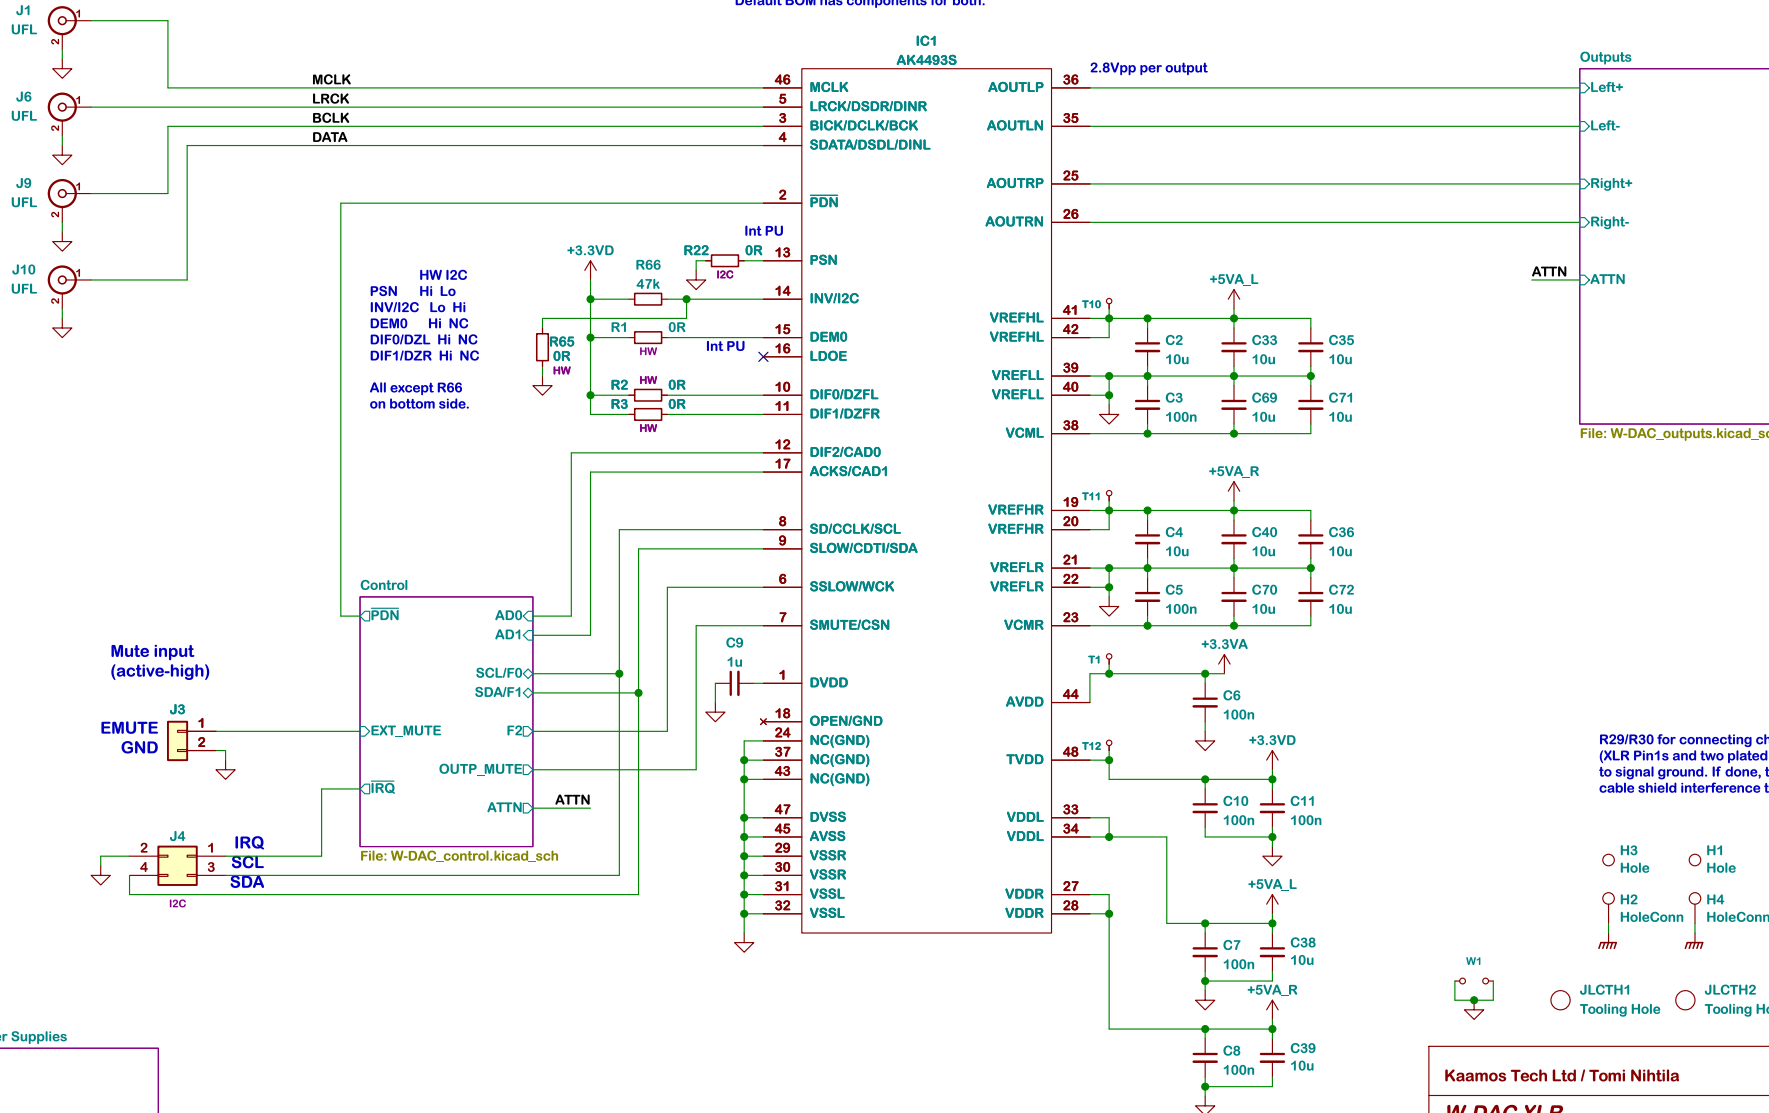 Default BOM has components for both.
J1
UFL
1
2
J6
UFL
1
2
J9
UFL
1
2
J10
UFL
1
2
MCLK
LRCK
BCLK
DATA
IC1
AK4493S
46 MCLK
5 LRCK/DSDR/DINR
3 BICK/DCLK/BCK
4 SDATA/DSDL/DINL
2 PDN
Int PU
13 PSN
14 INV/I2C
15 DEM0
Int PU
16 LDOE
10 DIF0/DZFL
11 DIF1/DZFR
12 DIF2/CAD0
17 ACKS/CAD1
8 SD/CCLK/SCL
9 SLOW/CDTI/SDA
6 SSLOW/WCK
7 SMUTE/CSN
1 DVDD
18 OPEN/GND
24 NC(GND)
37 NC(GND)
43 NC(GND)
47 DVSS
45 AVSS
29 VSSR
30 VSSR
31 VSSL
32 VSSL
AOUTLP 36
AOUTLN 35
AOUTRP 25
AOUTRN 26
VREFHL 41
VREFHL 42
VREFLL 39
VREFLL 40
VCML 38
VREFHR 19
VREFHR 20
VREFLR 21
VREFLR 22
VCMR 23
AVDD 44
TVDD 48
VDDL 33
VDDL 34
VDDR 27
VDDR 28
2.8Vpp per output
+3.3VD
R66
47k
R22 0R
I2C
R1 0R
HW
R65
0R
HW
HW
R2 0R
R3 0R
HW
HW I2C
PSN Hi Lo
INV/I2C Lo Hi
DEM0 Hi NC
DIF0/DZL Hi NC
DIF1/DZR Hi NC
All except R66
on bottom side.
Control
PDN
AD0
AD1
SCL/F0
SDA/F1
EXT_MUTE
F2
OUTP_MUTE
IRQ
ATTN
ATTN
File: W-DAC_control.kicad_sch
Mute input
(active-high)
J3
EMUTE 1
GND 2
J4
2 1 IRQ
SCL
4 3
SDA
I2C
C9
1u
T10
+5VA_L
C2
10u
C33
10u
C35
10u
C3
100n
C69
10u
C71
10u
T11
+5VA_R
C4
10u
C40
10u
C36
10u
C5
100n
C70
10u
C72
10u
T1
+3.3VA
C6
100n
T12
+3.3VD
C10
100n
C11
100n
+5VA_L
C7
100n
C38
10u
+5VA_R
C8
100n
C39
10u
Outputs
Left+
Left-
Right+
Right-
ATTN
ATTN
File: W-DAC_outputs.kicad_sc
R29/R30 for connecting ch
(XLR Pin1s and two plated
to signal ground. If done, t
cable shield interference t
H3
Hole
H1
Hole
H2
HoleConn
H4
HoleConn
W1
JLCTH1
Tooling Hole
JLCTH2
Tooling Ho
er Supplies
Kaamos Tech Ltd / Tomi Nihtila
W-DAC XLR